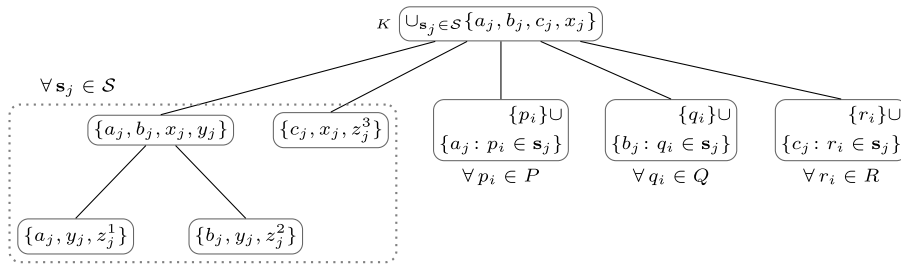 K ∪_{𝐬_j∈𝒮}{a_j, b_j, c_j, x_j}
∀ 𝐬_j ∈ 𝒮
{a_j, b_j, x_j, y_j} {c_j, x_j, z_j^3}
{p_i}∪
{a_j : p_i ∈ 𝐬_j}
∀ p_i ∈ P
{q_i}∪
{b_j : q_i ∈ 𝐬_j}
∀ q_i ∈ Q
{r_i}∪
{c_j : r_i ∈ 𝐬_j}
∀ r_i ∈ R
{a_j, y_j, z_j^1} {b_j, y_j, z_j^2}